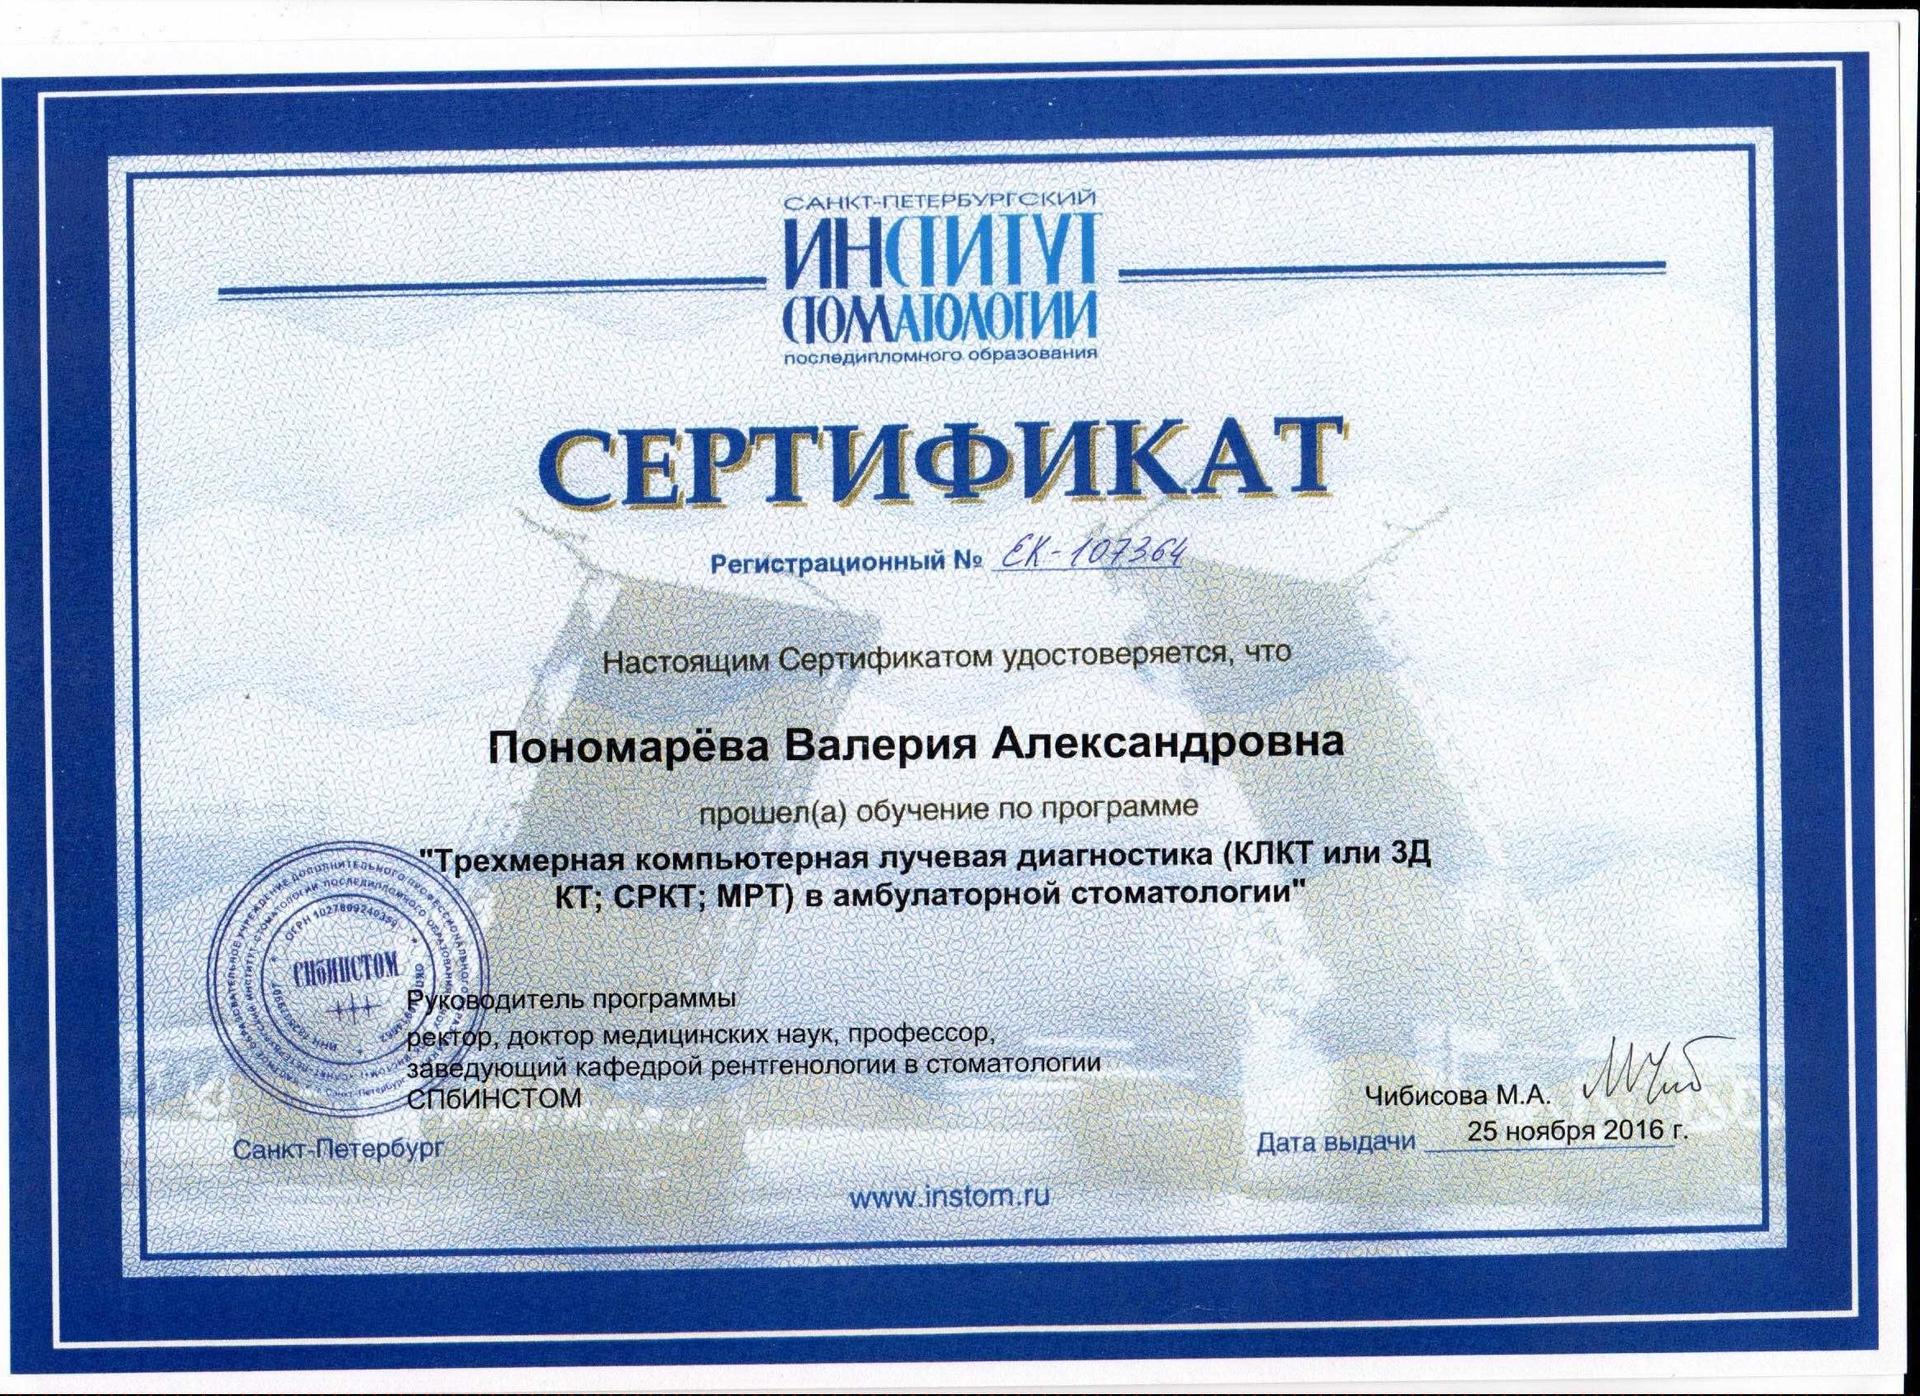 САНКТ-ПЕТЕРБУРГСКИЙ
ИНСТИТУТ
СТОМАТОЛОГИИ
последипломного образования
СЕРТИФИКАТ
Регистрационный № ЕК-107364
Настоящим Сертификатом удостоверяется, что
Пономарёва Валерия Александровна
прошел(а) обучение по программе
"Трехмерная компьютерная лучевая диагностика (КЛКТ или 3Д
КТ; СРКТ; МРТ) в амбулаторной стоматологии"
ОГРН 1027809240359
СПбИНСТОМ
Руководитель программы
ректор, доктор медицинских наук, профессор,
заведующий кафедрой рентгенологии в стоматологии
СПбИНСТОМ
Чибисова М.А.
Санкт-Петербург
Дата выдачи 25 ноября 2016 г.
www.instom.ru